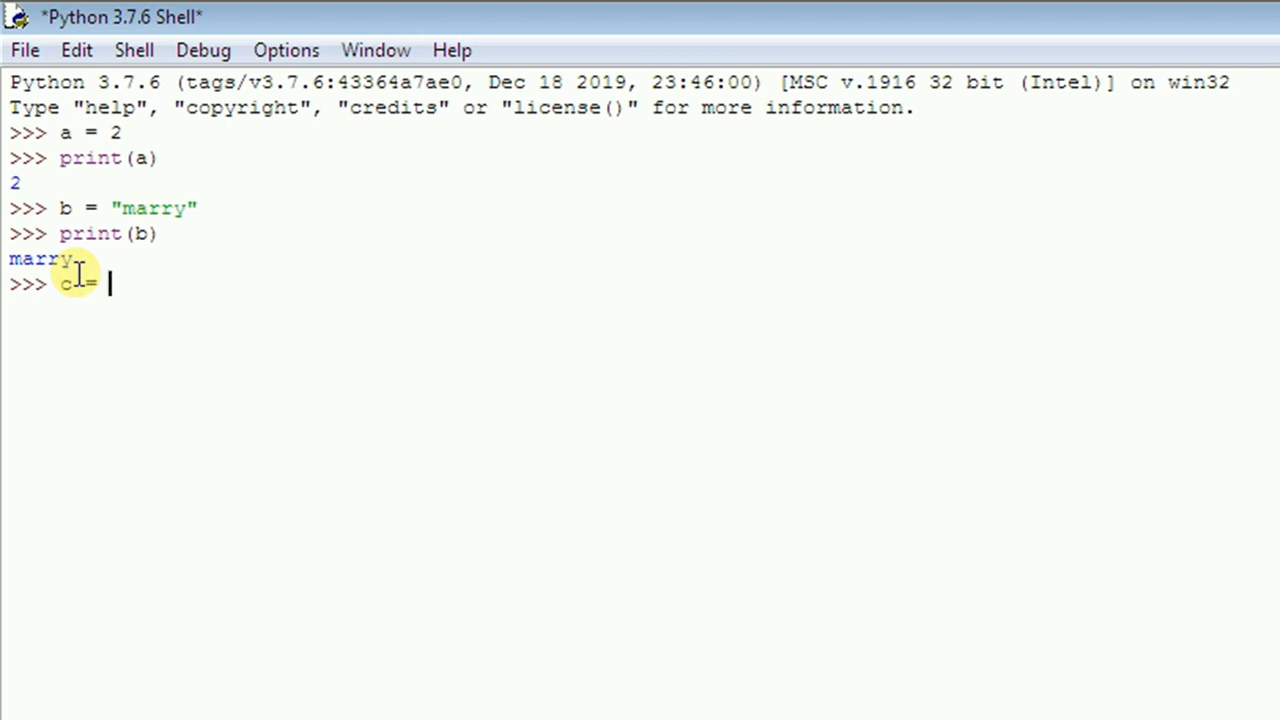 *Python 3.7.6 Shell*
File Edit Shell Debug Options Window Help
Python 3.7.6 (tags/v3.7.6:43364a7ae0, Dec 18 2019, 23:46:00) [MSC v.1916 32 bit (Intel)] on win32
Type "help", "copyright", "credits" or "license()" for more information.
>>> a = 2
>>> print(a)
2
>>> b = "marry"
>>> print(b)
marry
>>> c =